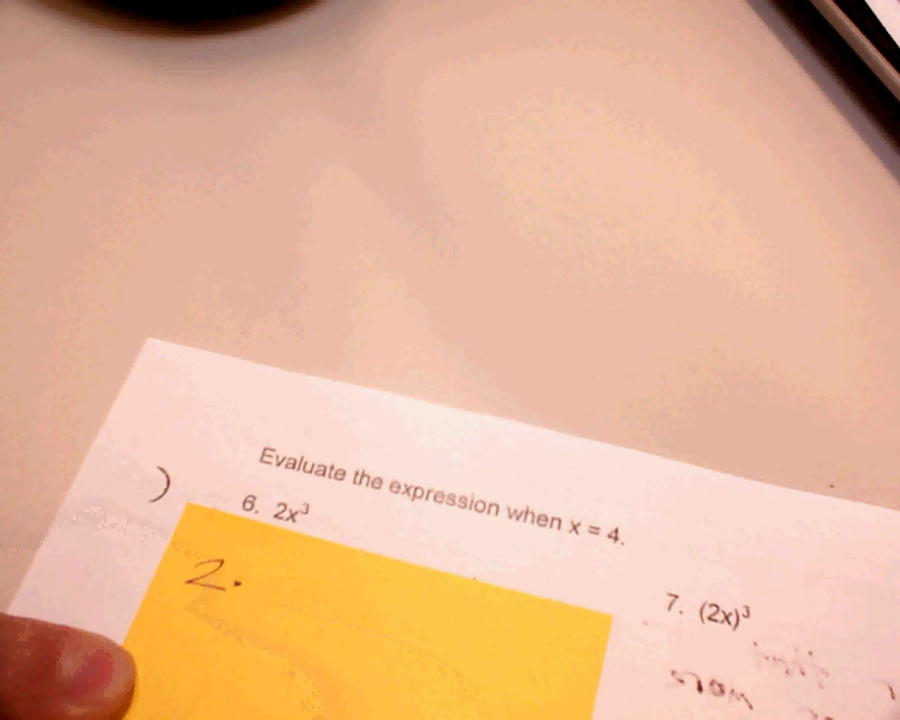 Evaluate the expression when x = 4.
)
6. 2x³
2.
7. (2x)³